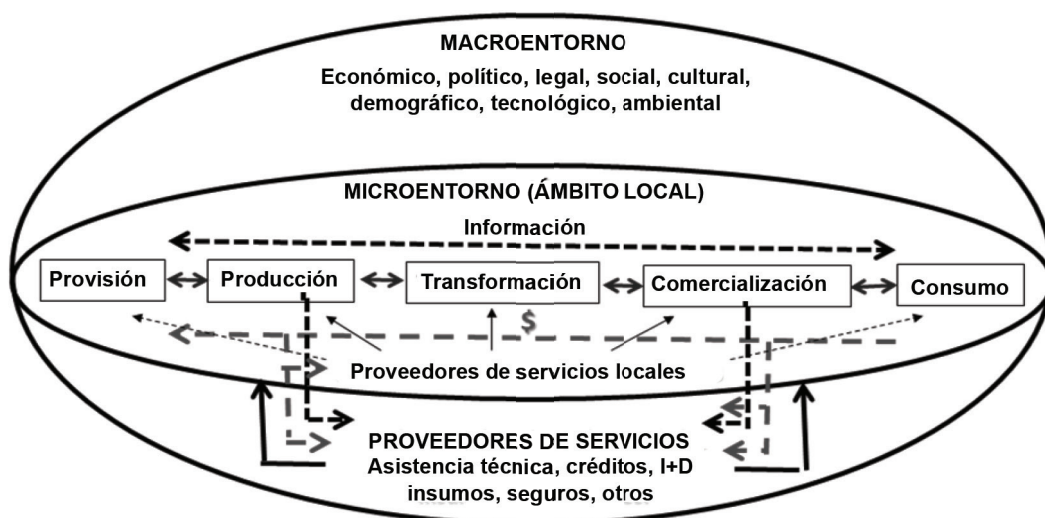 MACROENTORNO
Económico, político, legal, social, cultural,
demográfico, tecnológico, ambiental
MICROENTORNO (ÁMBITO LOCAL)
Información
Provisión
Producción
Transformación
Comercialización
Consumo
$
Proveedores de servicios locales
PROVEEDORES DE SERVICIOS
Asistencia técnica, créditos, I+D
insumos, seguros, otros